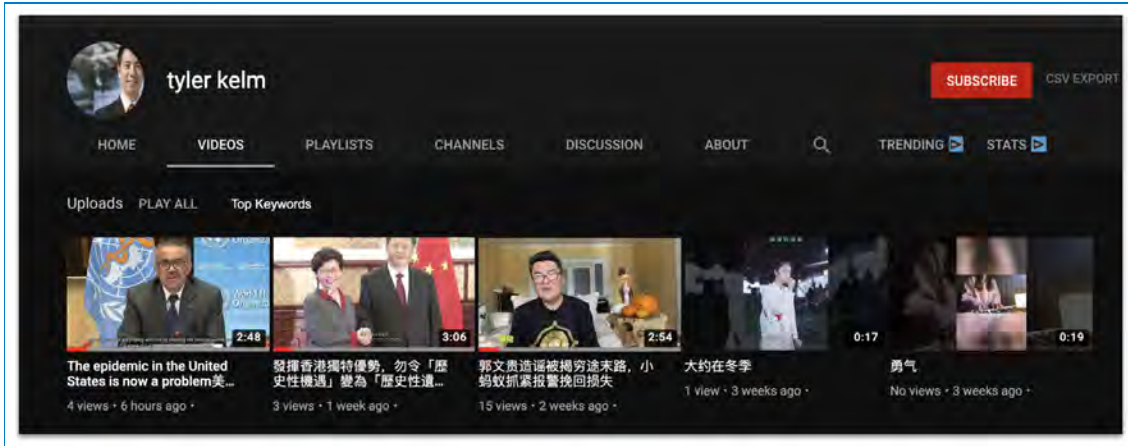 tyler kelm
SUBSCRIBE
CSV EXPORT
HOME
VIDEOS
PLAYLISTS
CHANNELS
DISCUSSION
ABOUT
TRENDING
STATS
Uploads
PLAY ALL
Top Keywords
2:48
3:06
2:54
0:17
0:19
The epidemic in the United
States is now a problem美...
4 views • 6 hours ago •
發揮香港獨特優勢，勿令「歷
史性機遇」變為「歷史性遺...
3 views • 1 week ago •
郭文贵造谣被揭穷途末路，小
蚂蚁抓紧报警挽回损失
15 views • 2 weeks ago •
大约在冬季
1 view • 3 weeks ago •
勇气
No views • 3 weeks ago •